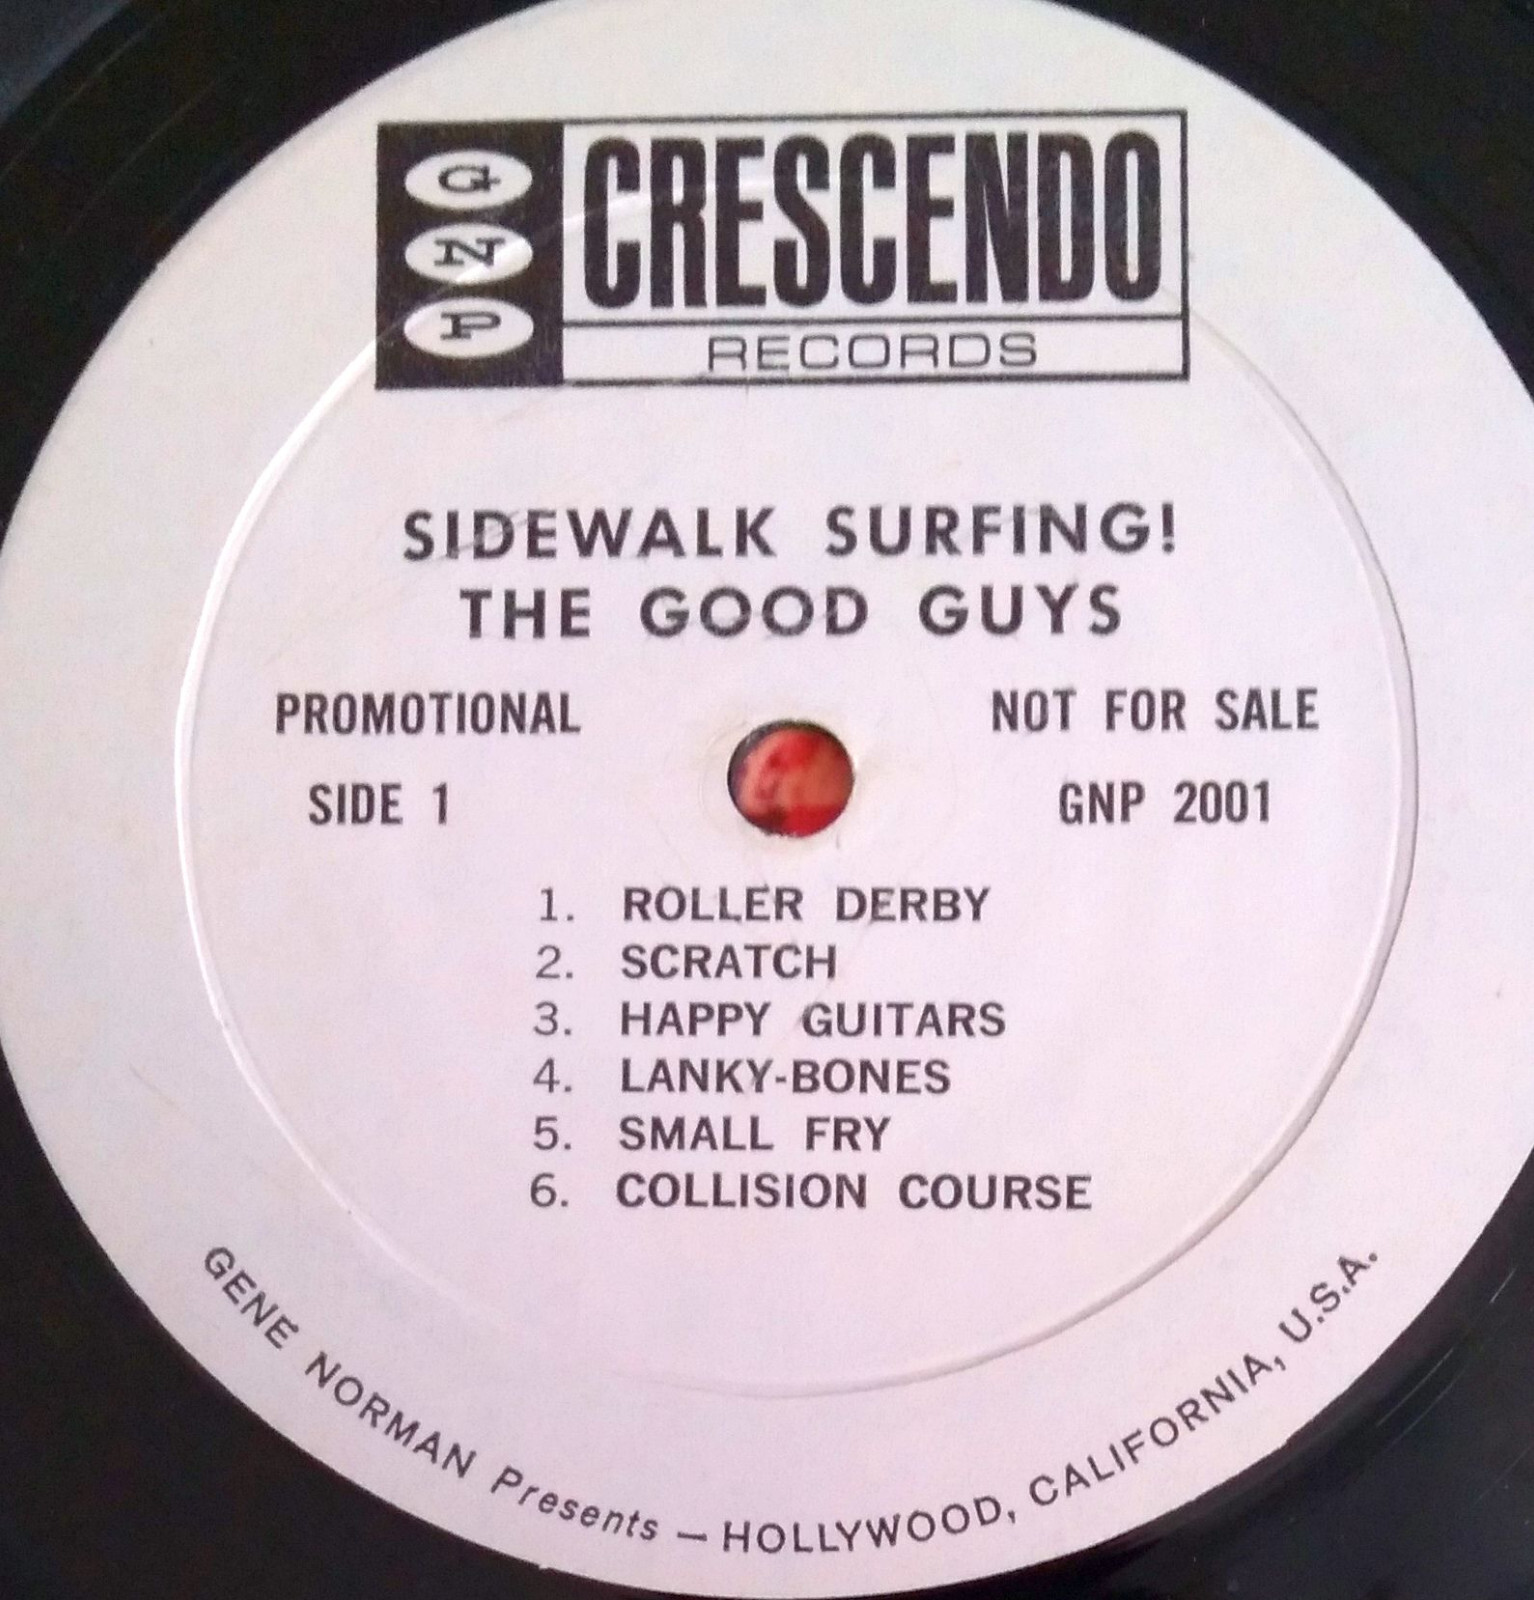 GNP CRESCENDO
RECORDS
SIDEWALK SURFING!
THE GOOD GUYS
PROMOTIONAL NOT FOR SALE
SIDE 1 GNP 2001
1. ROLLER DERBY
2. SCRATCH
3. HAPPY GUITARS
4. LANKY-BONES
5. SMALL FRY
6. COLLISION COURSE
GENE NORMAN Presents — HOLLYWOOD, CALIFORNIA, U.S.A.